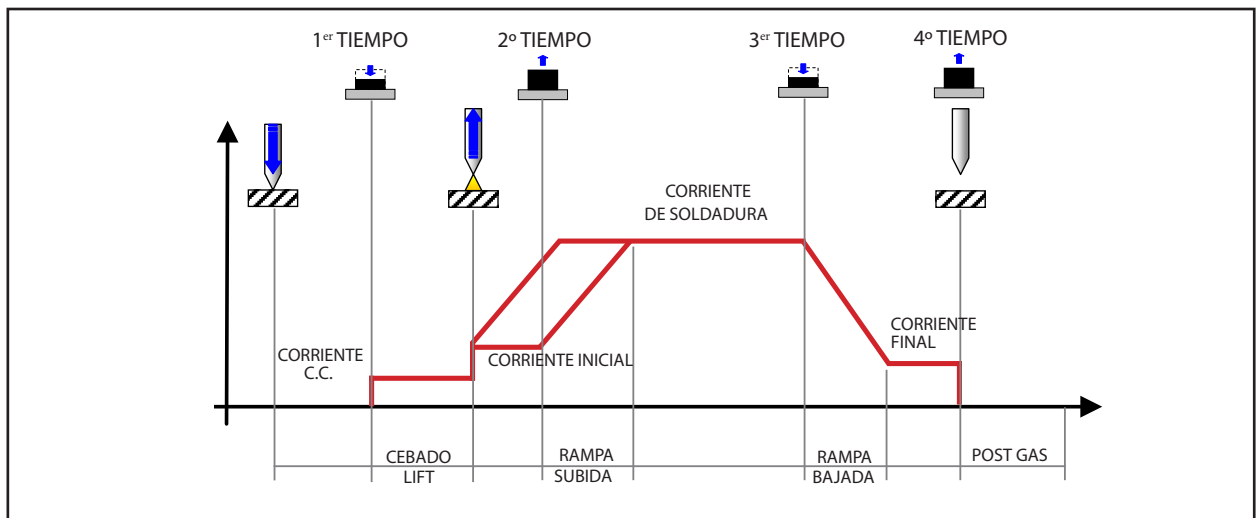 1er TIEMPO
2º TIEMPO
3er TIEMPO
4º TIEMPO
CORRIENTE
DE SOLDADURA
CORRIENTE
C.C.
CORRIENTE INICIAL
CORRIENTE
FINAL
CEBADO
LIFT
RAMPA
SUBIDA
RAMPA
BAJADA
POST GAS